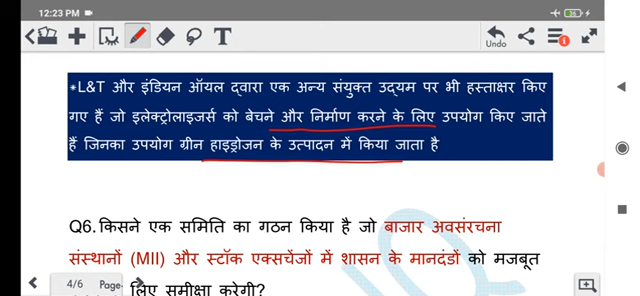 12:23 PM
36
Undo
T
*L&T और इंडियन ऑयल द्वारा एक अन्य संयुक्त उद्यम पर भी हस्ताक्षर किए
गए हैं जो इलेक्ट्रोलाइजर्स को बेचने और निर्माण करने के लिए उपयोग किए जाते
हैं जिनका उपयोग ग्रीन हाइड्रोजन के उत्पादन में किया जाता है
Q6. किसने एक समिति का गठन किया है जो बाजार अवसंरचना
संस्थानों (MII) और स्टॉक एक्सचेंजों में शासन के मानदंडों को मजबूत
4/6 Page-
लिए समीक्षा करेगी?